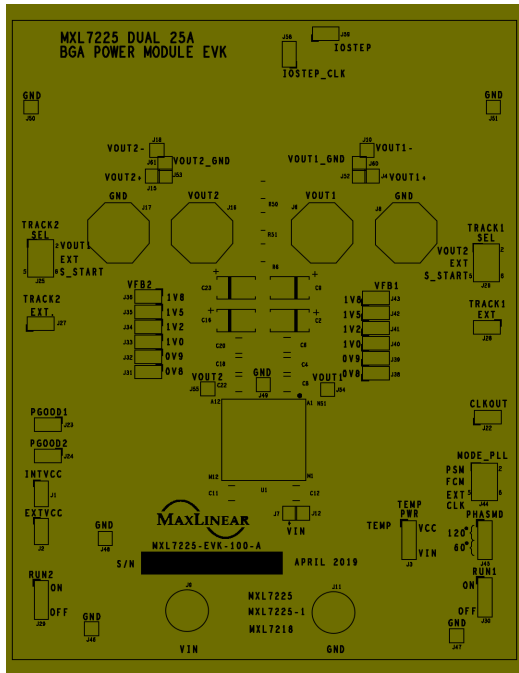 MXL7225 DUAL 25A
BGA POWER MODULE EVK
J59
IOSTEP
J58
IOSTEP_CLK
GND
J50
GND
J51
VOUT2-
J18
J61
VOUT2_GND
VOUT2+
J53
J15
J19
VOUT1-
VOUT1_GND
J60
J52
J4
VOUT1+
GND
J17
VOUT2
J16
VOUT1
J6
GND
J8
R50
R51
R6
TRACK2
SEL
VOUT1
EXT
S_START
J25
TRACK1
SEL
VOUT2
EXT
S_START
J26
VFB2
J36
1V8
J35
1V5
J34
1V2
J33
1V0
J32
0V9
J31
0V8
VFB1
1V8
J43
1V5
J42
1V2
J41
1V0
J40
0V9
J39
0V8
J38
C23
C9
C19
C2
C20
C8
C18
C4
C22
TRACK2
EXT
J27
TRACK1
EXT
J28
VOUT2
J55
GND
J49
VOUT1
J54
NS1
A12
A1
M12
M1
U1
C11
C12
PGOOD1
J23
PGOOD2
J24
INTVCC
J1
EXTVCC
J2
CLKOUT
J22
MODE_PLL
PSM
FCM
EXT
CLK
J44
J7
J12
VIN
MAXLINEAR
MXL7225-EVK-100-A
S/N
APRIL 2019
GND
J46
TEMP
PWR
TEMP
VCC
VIN
J3
PHASMD
120°
60°
J45
RUN2
ON
OFF
J29
RUN1
ON
OFF
J30
GND
J48
GND
J47
J9
VIN
MXL7225
MXL7225-1
MXL7218
J11
GND